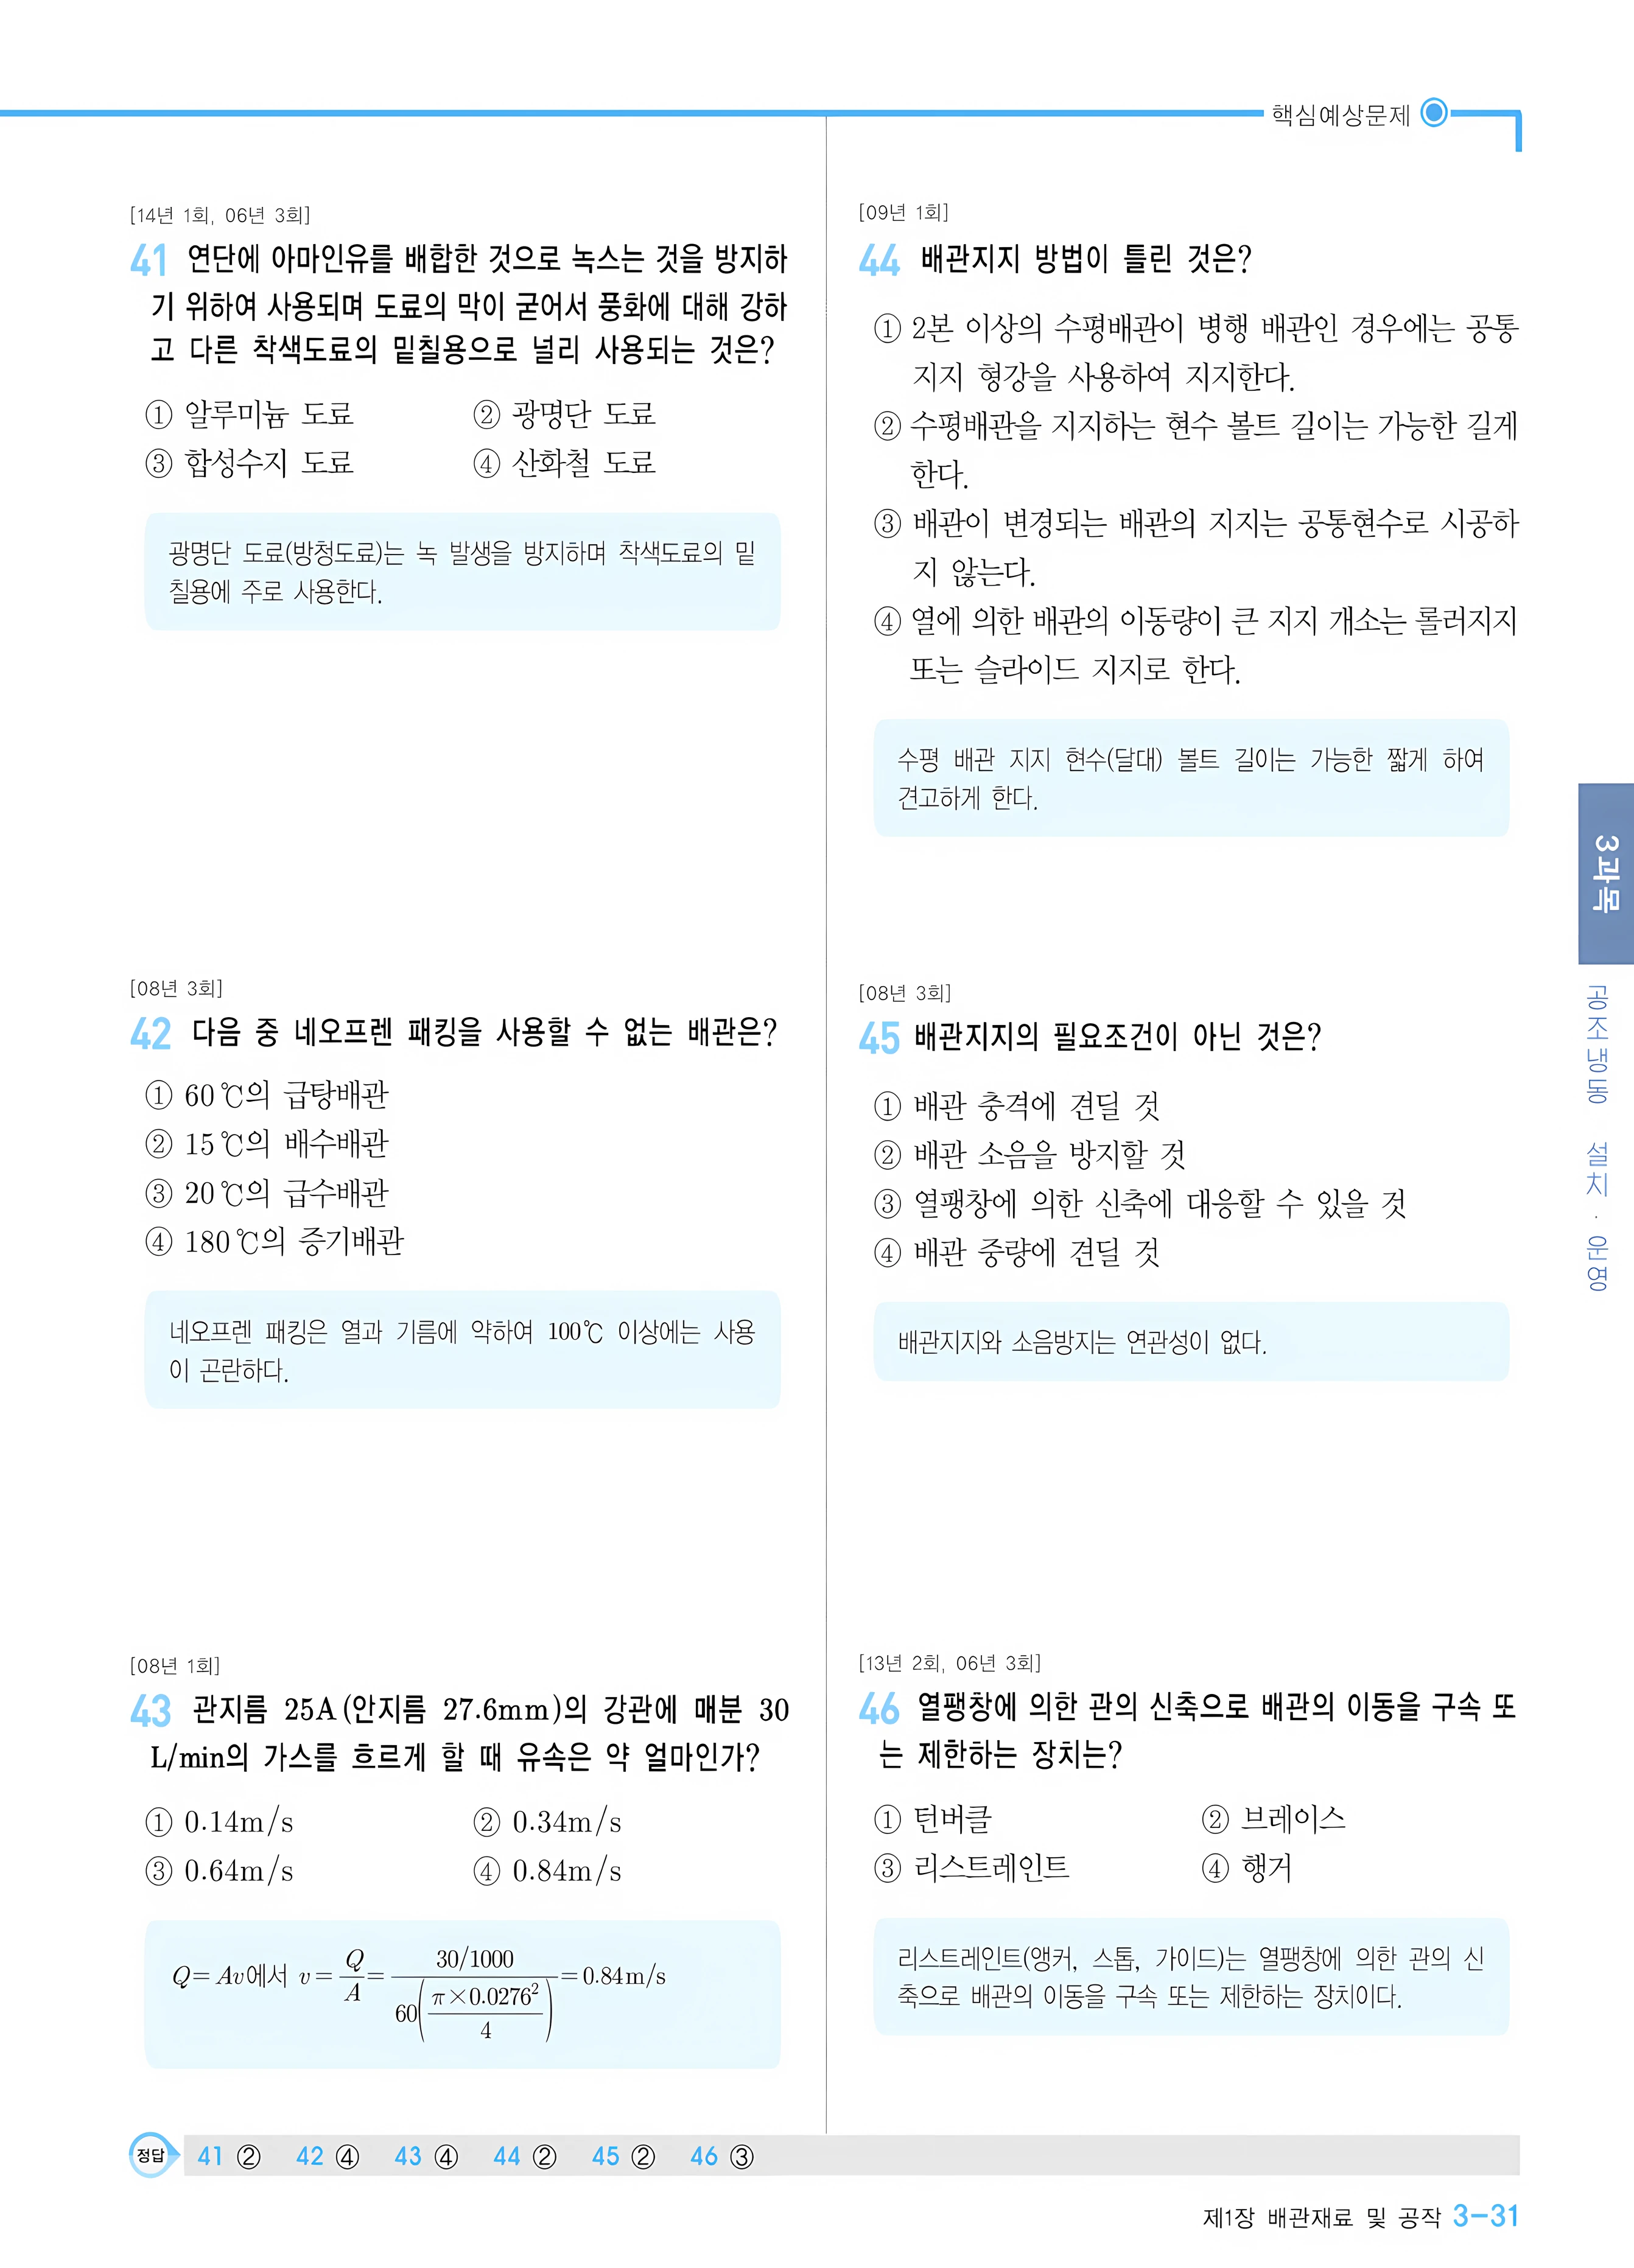 핵심예상문제
[14년 1회, 06년 3회]
41 연단에 아마인유를 배합한 것으로 녹스는 것을 방지하
기 위하여 사용되며 도료의 막이 굳어서 풍화에 대해 강하
고 다른 착색도료의 밑칠용으로 널리 사용되는 것은?
① 알루미늄 도료 ② 광명단 도료
③ 합성수지 도료 ④ 산화철 도료
광명단 도료(방청도료)는 녹 발생을 방지하며 착색도료의 밑
칠용에 주로 사용한다.
[08년 3회]
42 다음 중 네오프렌 패킹을 사용할 수 없는 배관은?
① 60℃의 급탕배관
② 15℃의 배수배관
③ 20℃의 급수배관
④ 180℃의 증기배관
네오프렌 패킹은 열과 기름에 약하여 100℃ 이상에는 사용
이 곤란하다.
[08년 1회]
43 관지름 25A(안지름 27.6mm)의 강관에 매분 30
L/min의 가스를 흐르게 할 때 유속은 약 얼마인가?
① 0.14m/s ② 0.34m/s
③ 0.64m/s ④ 0.84m/s
Q=Av에서 v=Q/A=(30/1000)/(60(π×0.0276²/4))=0.84m/s
[09년 1회]
44 배관지지 방법이 틀린 것은?
① 2본 이상의 수평배관이 병행 배관인 경우에는 공통
지지 형강을 사용하여 지지한다.
② 수평배관을 지지하는 현수 볼트 길이는 가능한 길게
한다.
③ 배관이 변경되는 배관의 지지는 공통현수로 시공하
지 않는다.
④ 열에 의한 배관의 이동량이 큰 지지 개소는 롤러지지
또는 슬라이드 지지로 한다.
수평 배관 지지 현수(달대) 볼트 길이는 가능한 짧게 하여
견고하게 한다.
[08년 3회]
45 배관지지의 필요조건이 아닌 것은?
① 배관 충격에 견딜 것
② 배관 소음을 방지할 것
③ 열팽창에 의한 신축에 대응할 수 있을 것
④ 배관 중량에 견딜 것
배관지지와 소음방지는 연관성이 없다.
[13년 2회, 06년 3회]
46 열팽창에 의한 관의 신축으로 배관의 이동을 구속 또
는 제한하는 장치는?
① 턴버클 ② 브레이스
③ 리스트레인트 ④ 행거
리스트레인트(앵커, 스톱, 가이드)는 열팽창에 의한 관의 신
축으로 배관의 이동을 구속 또는 제한하는 장치이다.
3과목
공조냉동 설치·운영
정답 41 ② 42 ④ 43 ④ 44 ② 45 ② 46 ③
제1장 배관재료 및 공작 3-31